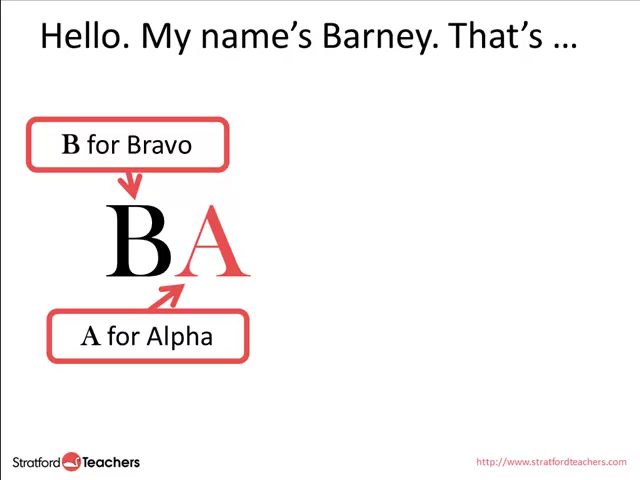 Hello. My name’s Barney. That’s …
B for Bravo
BA
A for Alpha
Stratford Teachers
http://www.stratfordteachers.com